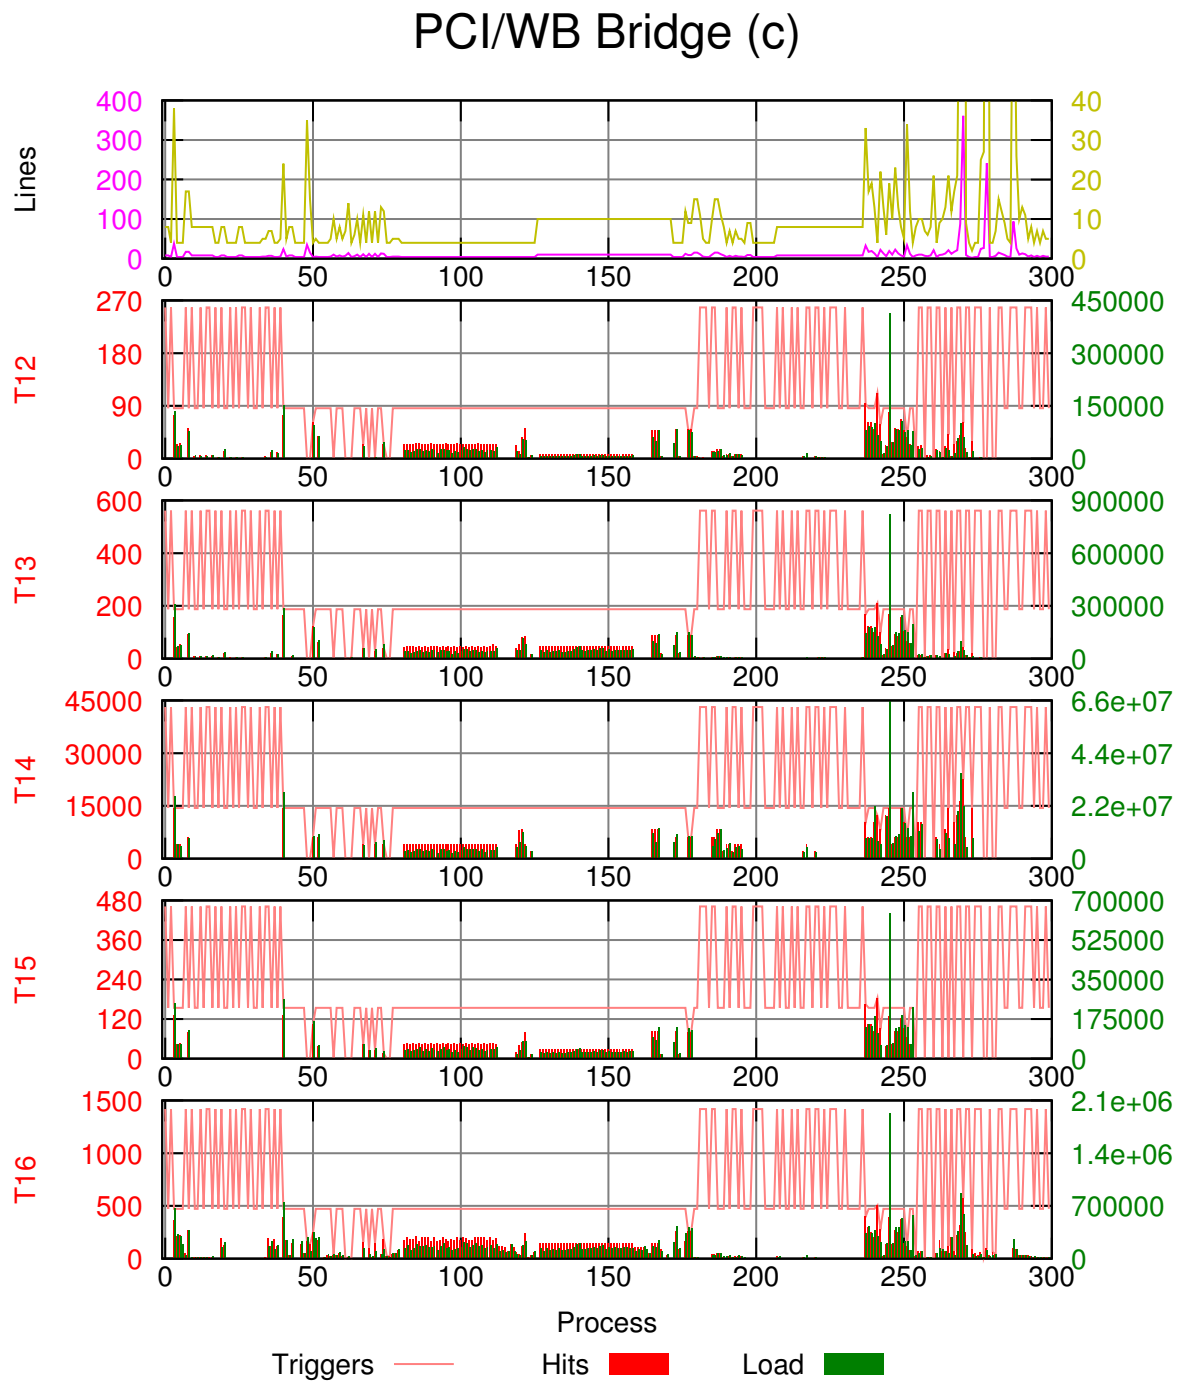 PCI/WB Bridge (c)
Lines
400
300
200
100
0
40
30
20
10
0
0 50 100 150 200 250 300
T12
270
180
90
0
450000
300000
150000
0
0 50 100 150 200 250 300
T13
600
400
200
0
900000
600000
300000
0
0 50 100 150 200 250 300
T14
45000
30000
15000
0
6.6e+07
4.4e+07
2.2e+07
0
0 50 100 150 200 250 300
T15
480
360
240
120
0
700000
525000
350000
175000
0
0 50 100 150 200 250 300
T16
1500
1000
500
0
2.1e+06
1.4e+06
700000
0
0 50 100 150 200 250 300
Process
Triggers Hits Load